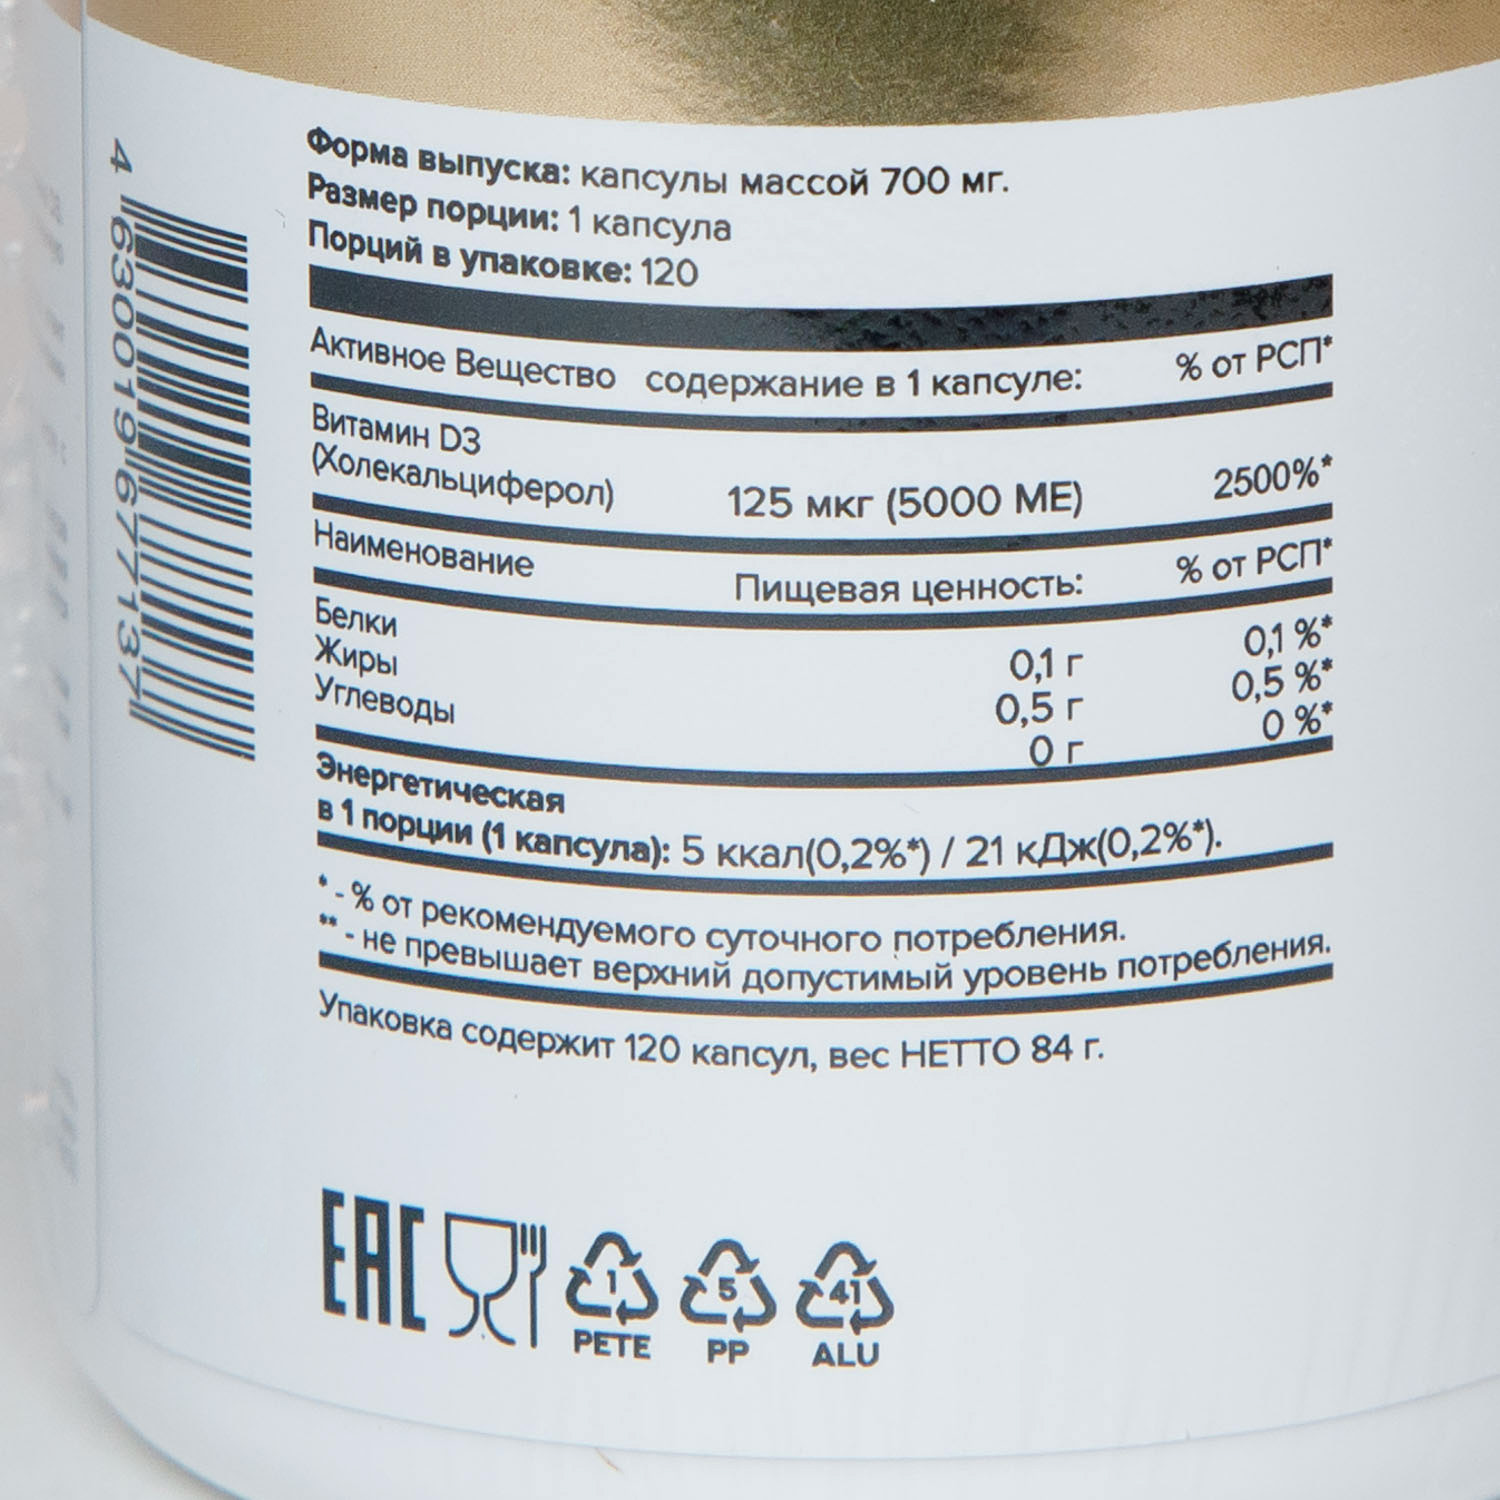 Форма выпуска: капсулы массой 700 мг.
Размер порции: 1 капсула
Порций в упаковке: 120
Активное Вещество содержание в 1 капсуле: % от РСП*
Витамин D3
(Холекальциферол) 125 мкг (5000 МЕ) 2500%*
Наименование Пищевая ценность: % от РСП*
Белки 0,1 г 0,1 %*
Жиры 0,5 г 0,5 %*
Углеводы 0 г 0 %*
Энергетическая
в 1 порции (1 капсула): 5 ккал(0,2%*) / 21 кДж(0,2%*).
* - % от рекомендуемого суточного потребления.
** - не превышает верхний допустимый уровень потребления.
Упаковка содержит 120 капсул, вес НЕТТО 84 г.
4 630019 677137
EAC
1 5 41
PETE PP ALU